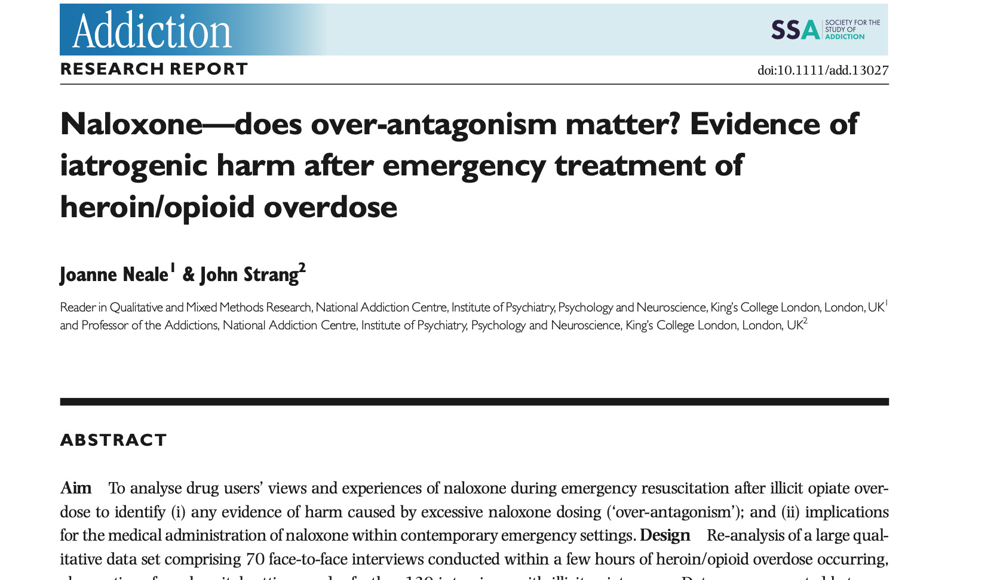 Addiction
SSA SOCIETY FOR THE
STUDY OF
ADDICTION
RESEARCH REPORT
doi:10.1111/add.13027
Naloxone—does over-antagonism matter? Evidence of
iatrogenic harm after emergency treatment of
heroin/opioid overdose
Joanne Neale¹ & John Strang²
Reader in Qualitative and Mixed Methods Research, National Addiction Centre, Institute of Psychiatry, Psychology and Neuroscience, King’s College London, London, UK¹
and Professor of the Addictions, National Addiction Centre, Institute of Psychiatry, Psychology and Neuroscience, King’s College London, London, UK²
ABSTRACT
Aim To analyse drug users’ views and experiences of naloxone during emergency resuscitation after illicit opiate over-
dose to identify (i) any evidence of harm caused by excessive naloxone dosing (‘over-antagonism’); and (ii) implications
for the medical administration of naloxone within contemporary emergency settings. Design Re-analysis of a large qual-
itative data set comprising 70 face-to-face interviews conducted within a few hours of heroin/opioid overdose occurring,